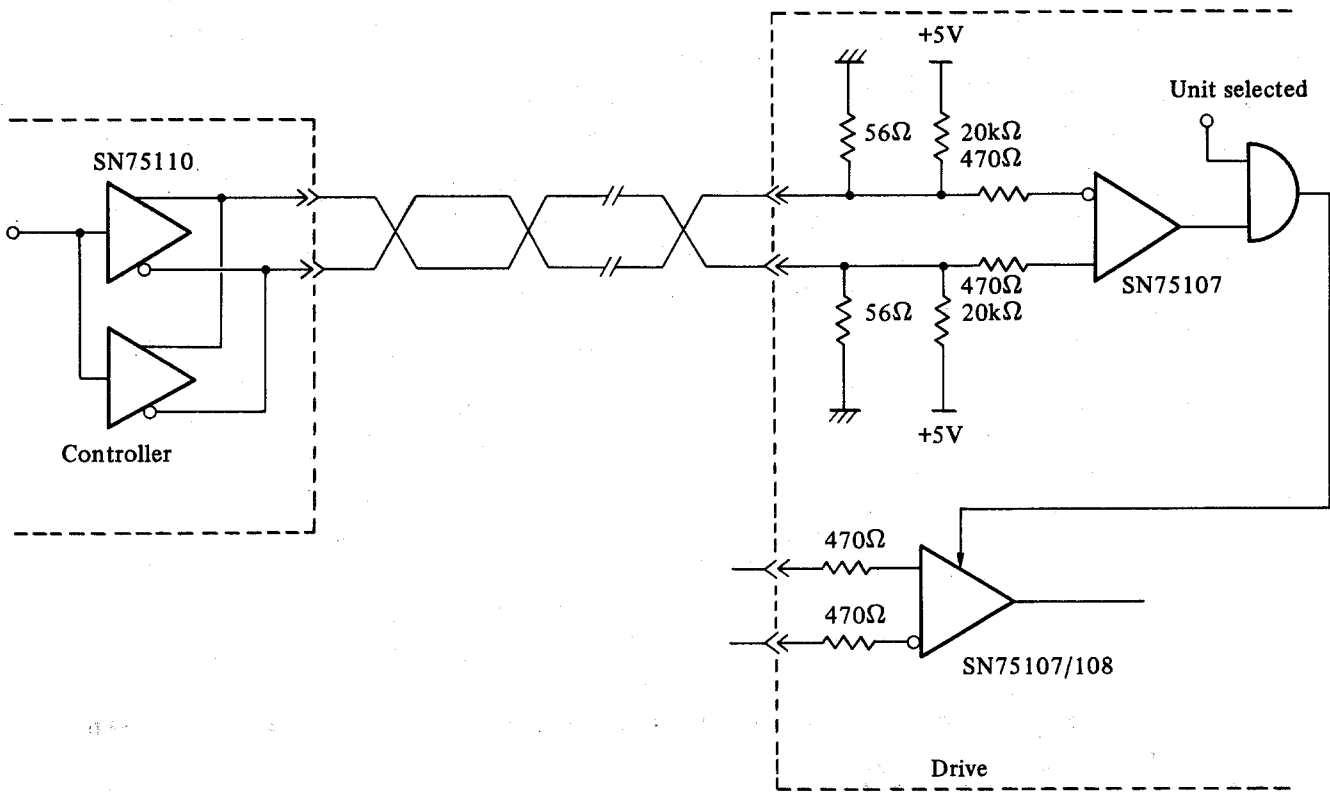 +5V
Unit selected
56Ω
20kΩ
470Ω
SN75110
SN75107
470Ω
20kΩ
56Ω
+5V
Controller
470Ω
470Ω
SN75107/108
Drive